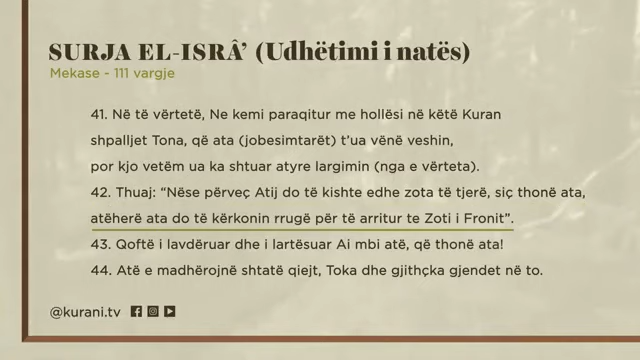 SURJA EL-ISRÂ’ (Udhëtimi i natës)
Mekase - 111 vargje
41. Në të vërtetë, Ne kemi paraqitur me hollësi në këtë Kuran
shpalljet Tona, që ata (jobesimtarët) t’ua vënë veshin,
por kjo vetëm ua ka shtuar atyre largimin (nga e vërteta).
42. Thuaj: “Nëse përveç Atij do të kishte edhe zota të tjerë, siç thonë ata,
atëherë ata do të kërkonin rrugë për të arritur te Zoti i Fronit”.
43. Qoftë i lavdëruar dhe i lartësuar Ai mbi atë, që thonë ata!
44. Atë e madhërojnë shtatë qiejt, Toka dhe gjithçka gjendet në to.
@kurani.tv